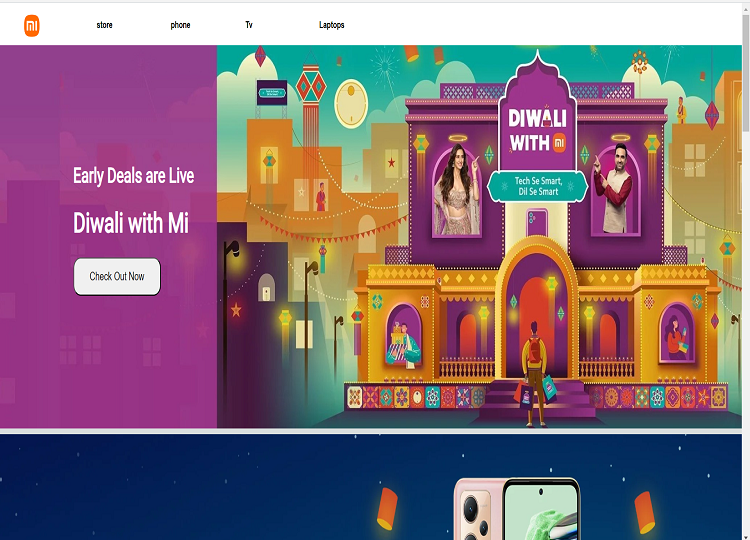 mi
store
phone
Tv
Laptops
DIWALI
WITH mi
Tech Se Smart,
Dil Se Smart
Early Deals are Live
Diwali with Mi
Check Out Now